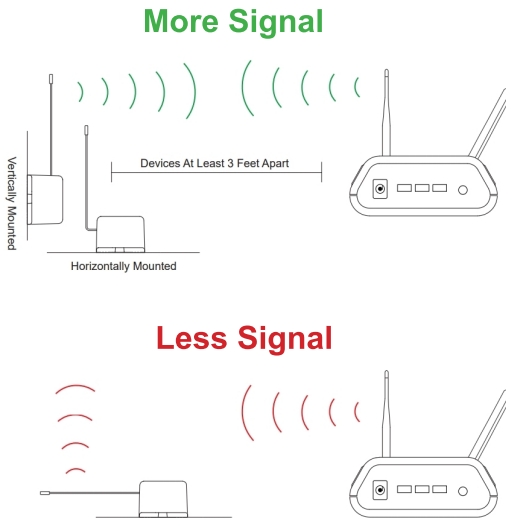 More Signal
Devices At Least 3 Feet Apart
Vertically Mounted
Horizontally Mounted
Less Signal